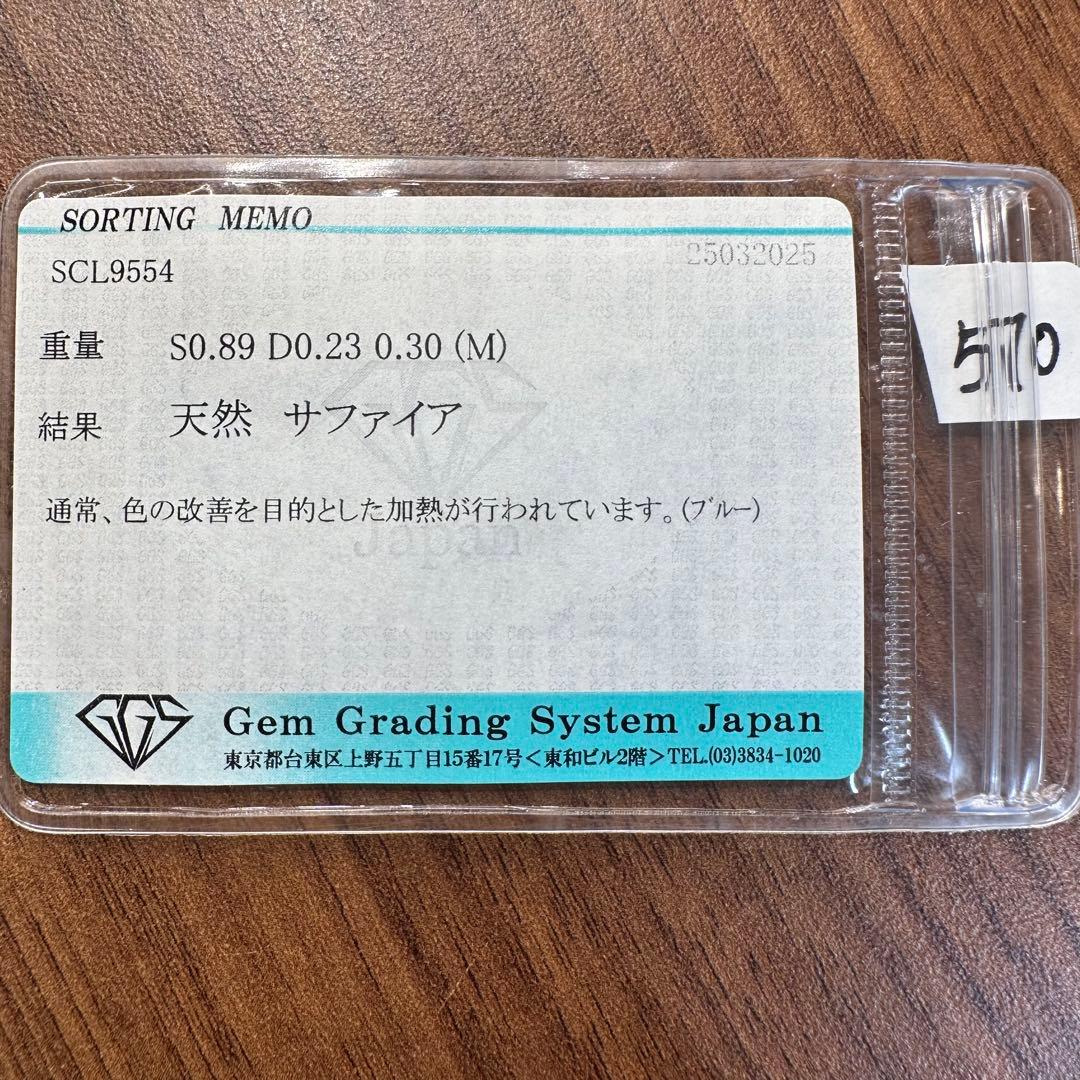 SORTING MEMO
25032025
SCL9554
重量 S0.89 D0.23 0.30 (M)
結果 天然 サファイア
通常、色の改善を目的とした加熱が行われています。(ブルー)
Japan
GGS Gem Grading System Japan
東京都台東区上野五丁目15番17号<東和ビル2階>TEL.(03)3834-1020
570